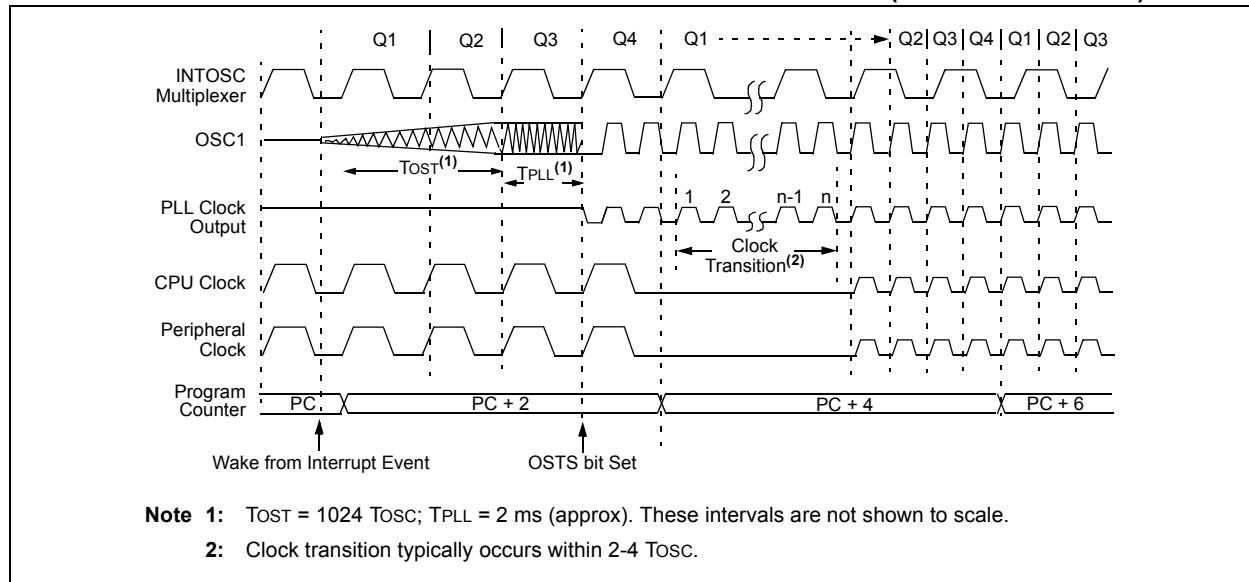 Q1 Q2 Q3 Q4 Q1 Q2 Q3 Q4 Q1 Q2 Q3
INTOSC
Multiplexer
OSC1
TOST(1)
TPLL(1)
PLL Clock
Output
1 2 n-1 n
Clock
Transition(2)
CPU Clock
Peripheral
Clock
Program
Counter
PC PC + 2 PC + 4 PC + 6
Wake from Interrupt Event
OSTS bit Set
Note 1: TOST = 1024 TOSC; TPLL = 2 ms (approx). These intervals are not shown to scale.
2: Clock transition typically occurs within 2-4 TOSC.